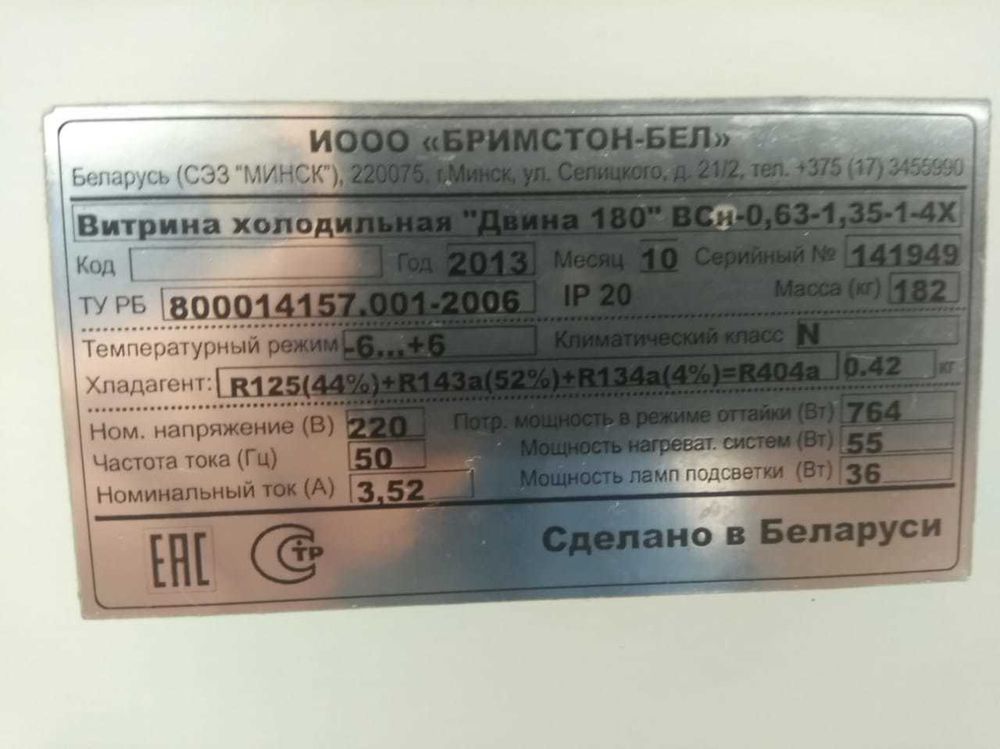 ИООО «БРИМСТОН-БЕЛ»
Беларусь (СЭЗ "МИНСК"), 220075, г.Минск, ул. Селицкого, д. 21/2, тел. +375 (17) 3455990
Витрина холодильная "Двина 180" ВСн-0,63-1,35-1-4Х
Код Год 2013 Месяц 10 Серийный № 141949
ТУ РБ 800014157.001-2006 IP 20 Масса (кг) 182
Температурный режим -6...+6 Климатический класс N
Хладагент: R125(44%)+R143a(52%)+R134a(4%)=R404a 0.42 кг
Ном. напряжение (В) 220 Потр. мощность в режиме оттайки (Вт) 764
Частота тока (Гц) 50 Мощность нагреват. систем (Вт) 55
Номинальный ток (А) 3,52 Мощность ламп подсветки (Вт) 36
ЕАС СТР Сделано в Беларуси